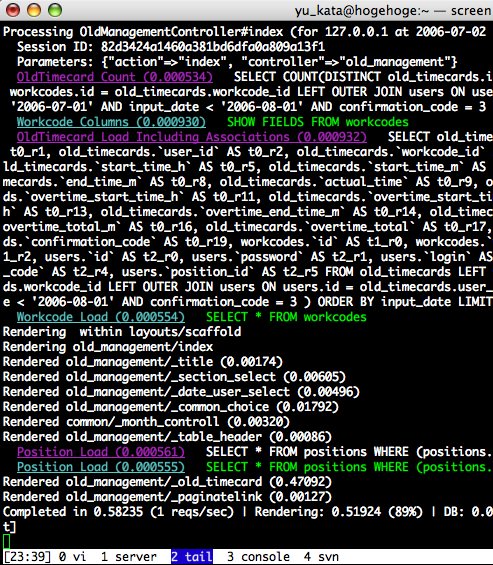 yu_kata@hogehoge:~ — screen
Processing OldManagementController#index (for 127.0.0.1 at 2006-07-02
Session ID: 82d3424a1460a381bd6dfa0a809a13f1
Parameters: {"action"=>"index", "controller"=>"old_management"}
OldTimecard Count (0.000534) SELECT COUNT(DISTINCT old_timecards.i
workcodes.id = old_timecards.workcode_id LEFT OUTER JOIN users ON use
'2006-07-01' AND input_date < '2006-08-01' AND confirmation_code = 3
Workcode Columns (0.000930) SHOW FIELDS FROM workcodes
OldTimecard Load Including Associations (0.000932) SELECT old_time
t0_r1, old_timecards.`user_id` AS t0_r2, old_timecards.`workcode_id`
ld_timecards.`start_time_h` AS t0_r5, old_timecards.`start_time_m` AS
mecards.`end_time_m` AS t0_r8, old_timecards.`actual_time` AS t0_r9, o
ds.`overtime_start_time_h` AS t0_r11, old_timecards.`overtime_start_ti
h` AS t0_r13, old_timecards.`overtime_end_time_m` AS t0_r14, old_timec
overtime_total_m` AS t0_r16, old_timecards.`overtime_total` AS t0_r17,
ds.`confirmation_code` AS t0_r19, workcodes.`id` AS t1_r0, workcodes.`
1_r2, users.`id` AS t2_r0, users.`password` AS t2_r1, users.`login` AS
_code` AS t2_r4, users.`position_id` AS t2_r5 FROM old_timecards LEFT
ds.workcode_id LEFT OUTER JOIN users ON users.id = old_timecards.user_
e < '2006-08-01' AND confirmation_code = 3 ) ORDER BY input_date LIMIT
Workcode Load (0.000554) SELECT * FROM workcodes
Rendering within layouts/scaffold
Rendering old_management/index
Rendered old_management/_title (0.00174)
Rendered old_management/_section_select (0.00605)
Rendered old_management/_date_user_select (0.00496)
Rendered old_management/_common_choice (0.01792)
Rendered common/_month_controll (0.00320)
Rendered old_management/_table_header (0.00086)
Position Load (0.000561) SELECT * FROM positions WHERE (positions.
Position Load (0.000555) SELECT * FROM positions WHERE (positions.
Rendered old_management/_old_timecard (0.47092)
Rendered old_management/_paginatelink (0.00127)
Completed in 0.58235 (1 reqs/sec) | Rendering: 0.51924 (89%) | DB: 0.0
t]
[23:39] 0 vi 1 server 2 tail 3 console 4 svn